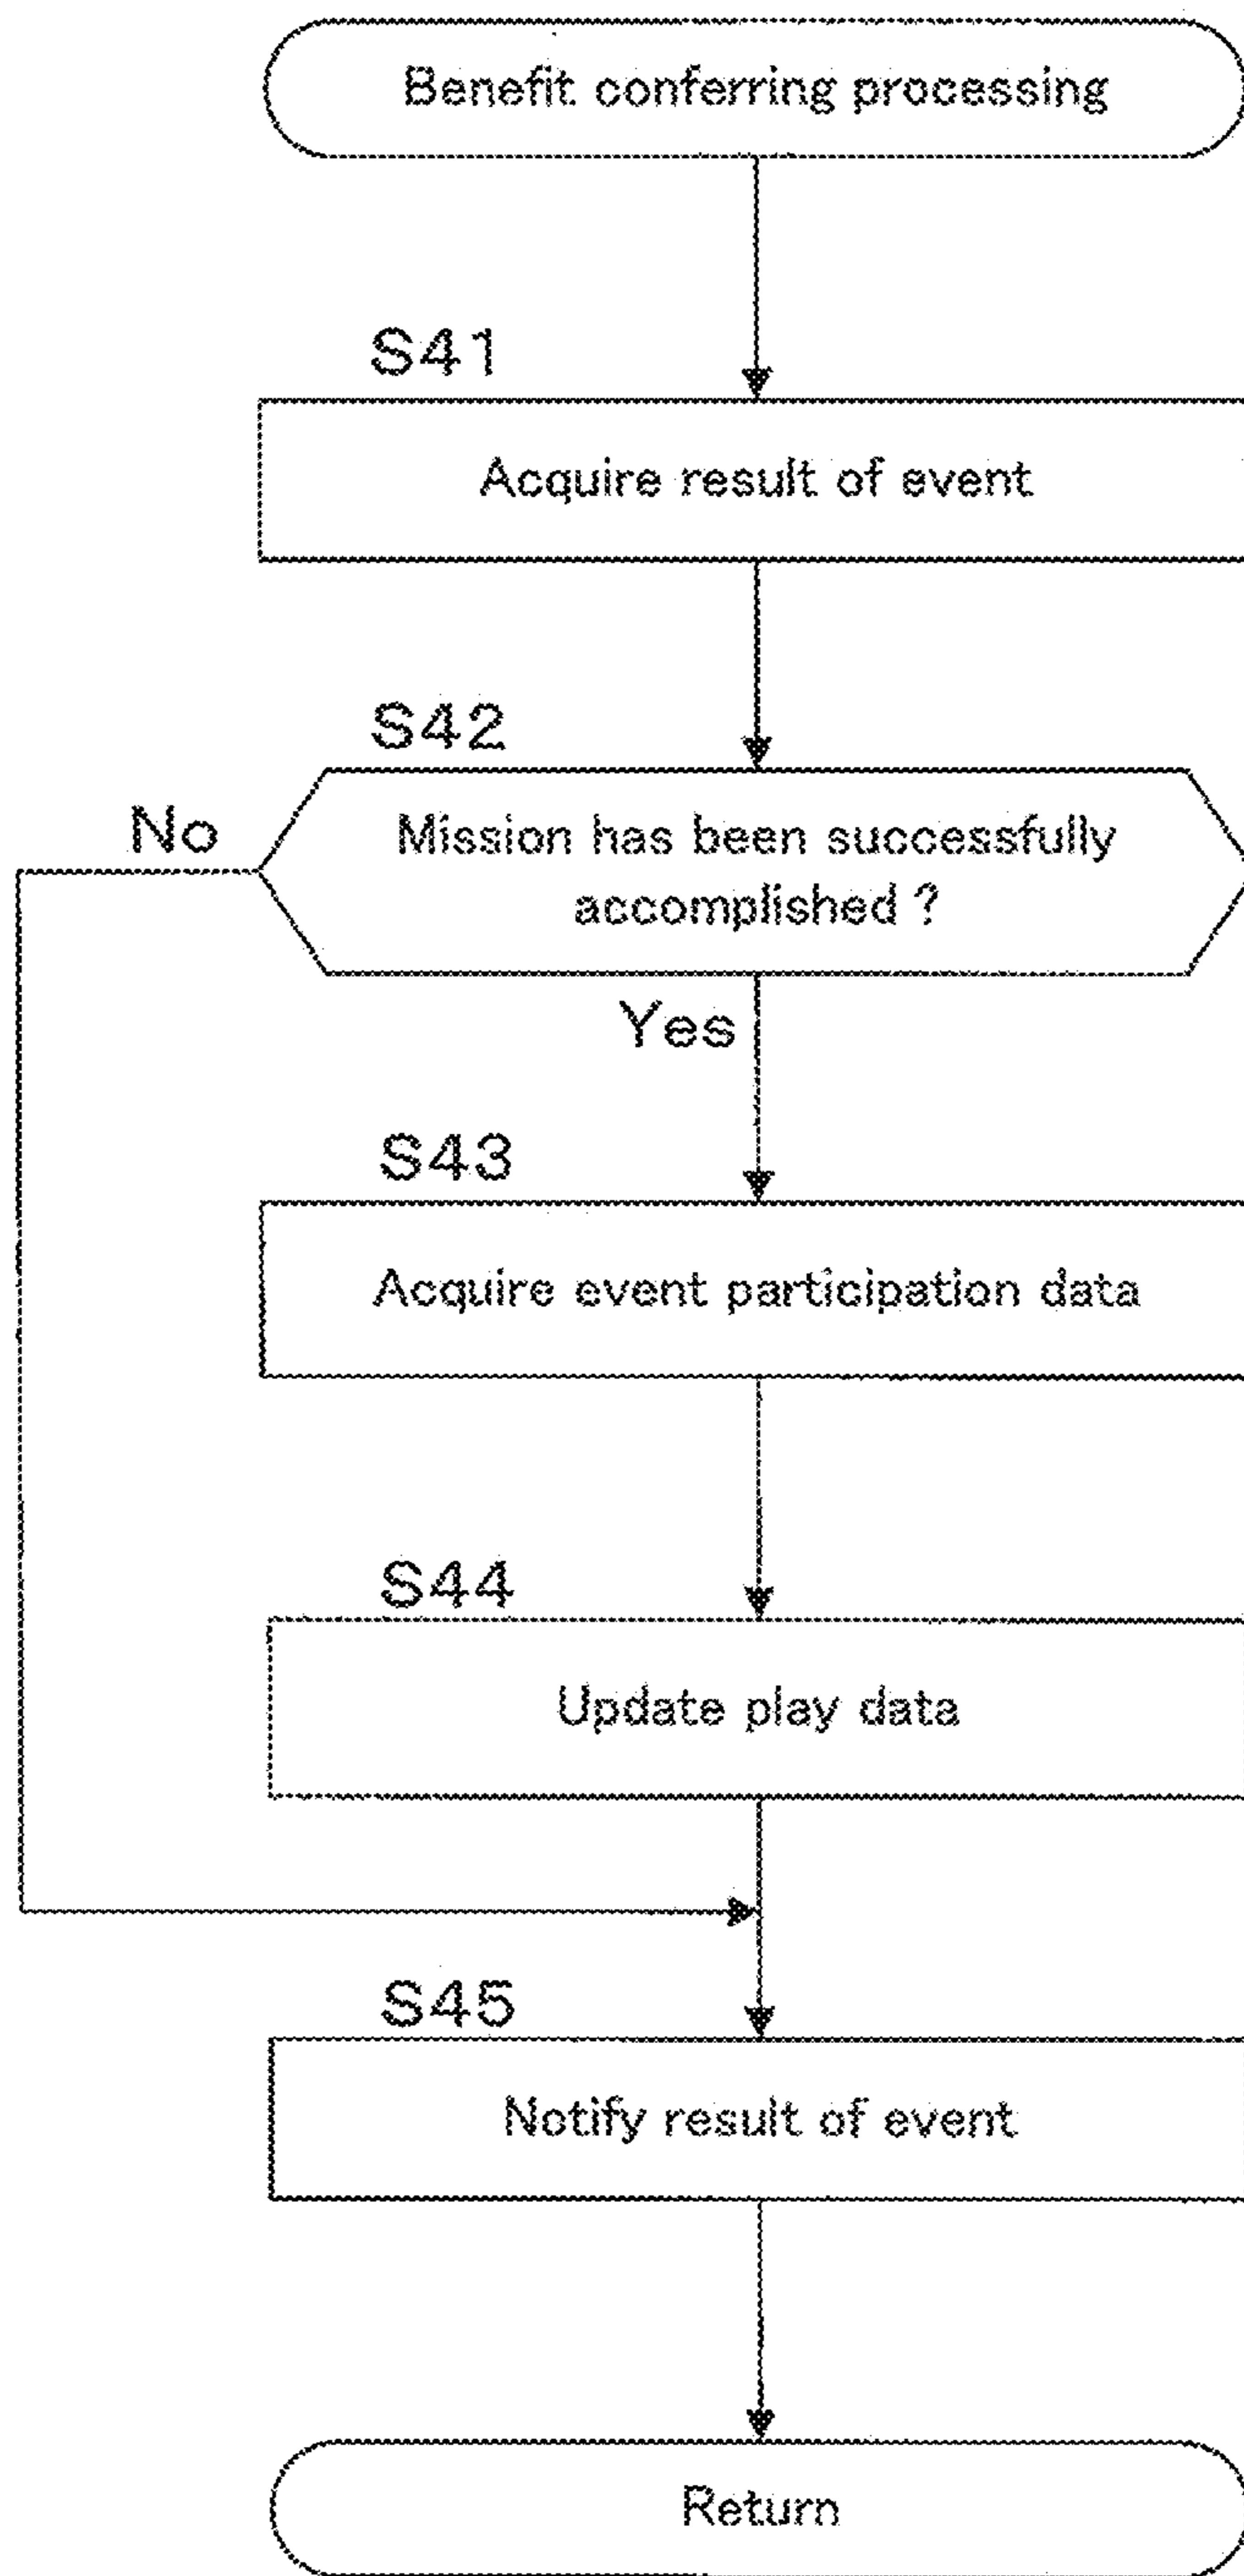 Benefit conferring processing
S41
Acquire result of event
S42
No
Mission has been successfully
accomplished ?
Yes
S43
Acquire event participation data
S44
Update play data
S45
Notify result of event
Return